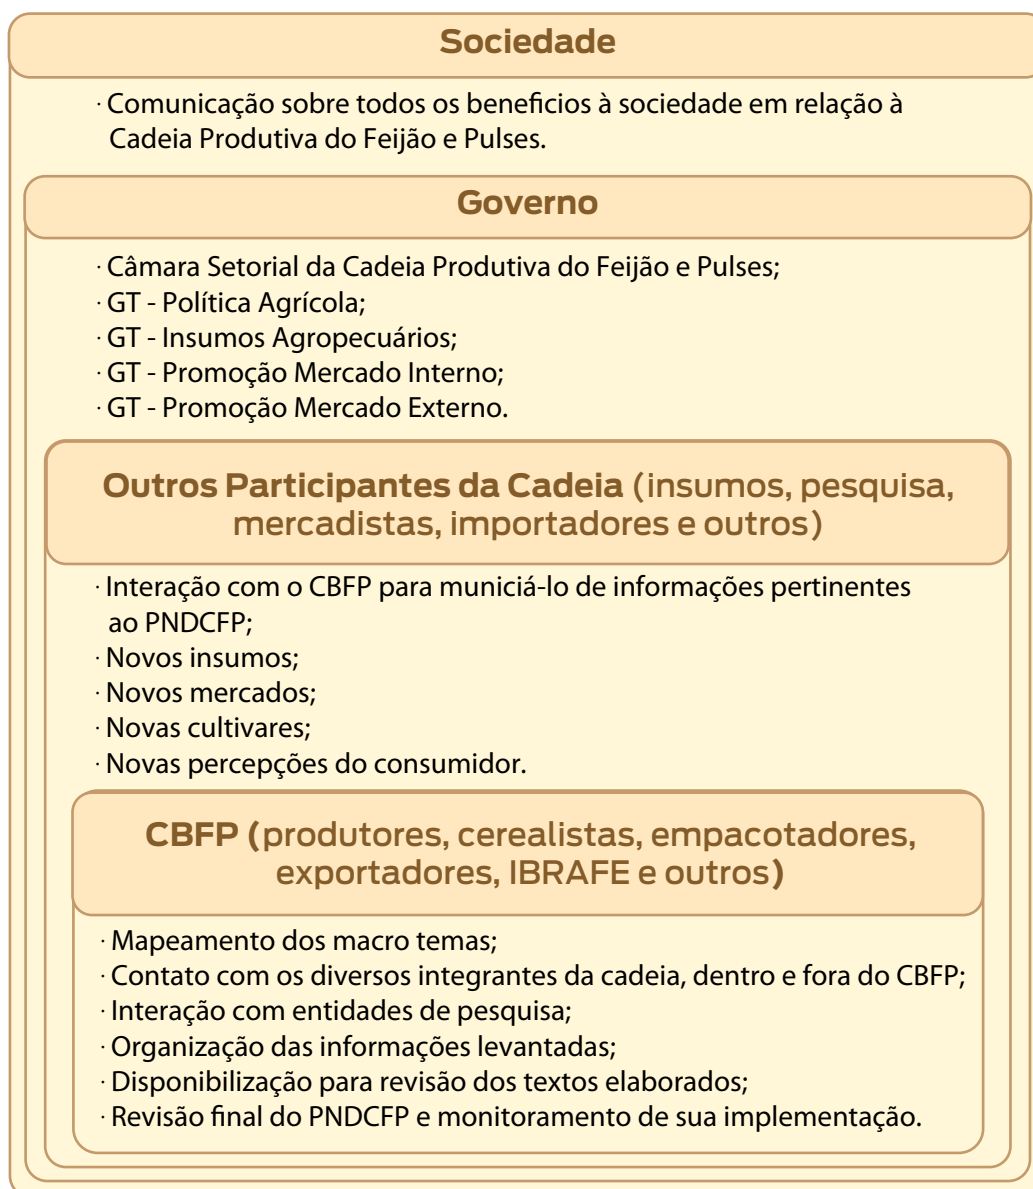 Sociedade
· Comunicação sobre todos os beneficios à sociedade em relação à
Cadeia Produtiva do Feijão e Pulses.
Governo
· Câmara Setorial da Cadeia Produtiva do Feijão e Pulses;
· GT - Política Agrícola;
· GT - Insumos Agropecuários;
· GT - Promoção Mercado Interno;
· GT - Promoção Mercado Externo.
Outros Participantes da Cadeia (insumos, pesquisa,
mercadistas, importadores e outros)
· Interação com o CBFP para municiá-lo de informações pertinentes
ao PNDCFP;
· Novos insumos;
· Novos mercados;
· Novas cultivares;
· Novas percepções do consumidor.
CBFP (produtores, cerealistas, empacotadores,
exportadores, IBRAFE e outros)
· Mapeamento dos macro temas;
· Contato com os diversos integrantes da cadeia, dentro e fora do CBFP;
· Interação com entidades de pesquisa;
· Organização das informações levantadas;
· Disponibilização para revisão dos textos elaborados;
· Revisão final do PNDCFP e monitoramento de sua implementação.